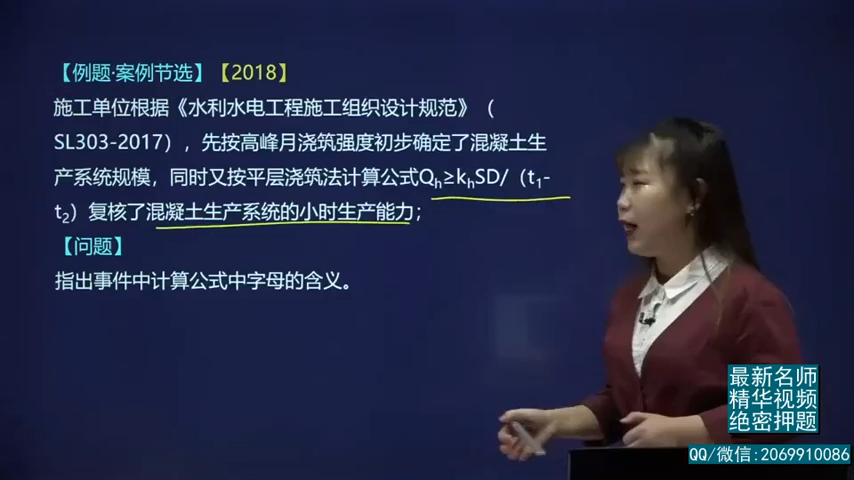 【例题·案例节选】【2018】
施工单位根据《水利水电工程施工组织设计规范》（
SL303-2017），先按高峰月浇筑强度初步确定了混凝土生
产系统规模，同时又按平层浇筑法计算公式Qh≥khSD/（t1-
t2）复核了混凝土生产系统的小时生产能力；
【问题】
指出事件中计算公式中字母的含义。
最新名师
精华视频
绝密押题
QQ/微信:2069910086